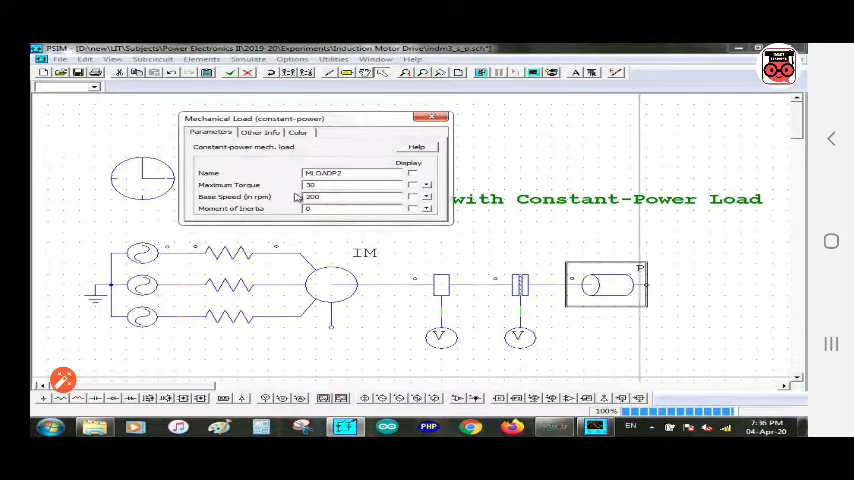 PSIM - [D:\new\LIT\Subjects\Power Electronics II\2019-20\Experiments\Induction Motor Drive\indm3_s_p.sch*]
File Edit View Subcircuit Elements Simulate Options Utilities Window Help
Mechanical Load (constant-power)
Parameters Other Info Color
Constant-power mech. load Help
Display
Name MLOADP2
Maximum Torque 30
Base Speed (in rpm) 200
Moment of Inertia 0
with Constant-Power Load
IM
P
V V
100%
PHP
EN
7:36 PM
04-Apr-20